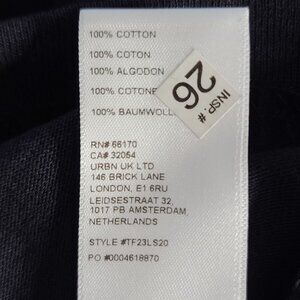 100% COTTON
100% COTON
100% ALGODON
100% COTONE
100% BAUMWOLL
INSP.#
26
RN# 66170
CA# 32054
URBN UK LTD
146 BRICK LANE
LONDON, E1 6RU
LEIDSESTRAAT 32,
1017 PB AMSTERDAM,
NETHERLANDS
STYLE #TF23LS20
PO #0004618870